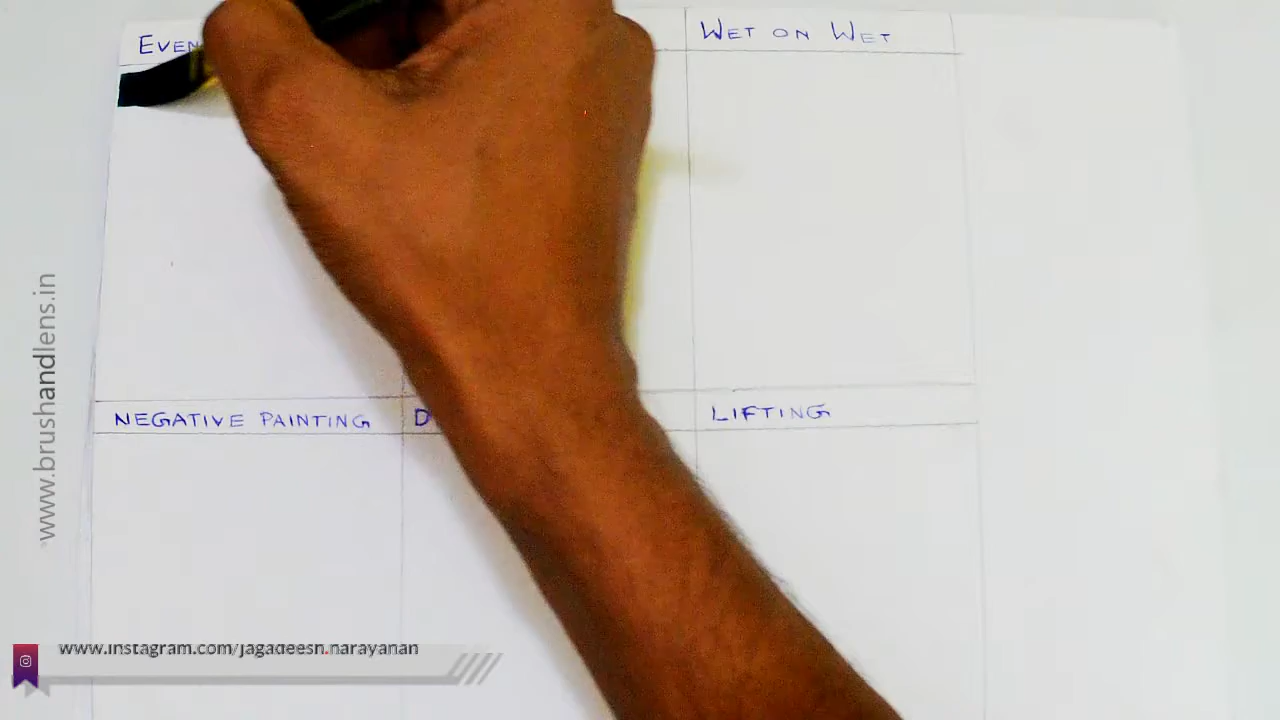 EVEN
WET ON WET
NEGATIVE PAINTING
D
LIFTING
www.brushandlens.in
www.instagram.com/jagadeesh.narayanan